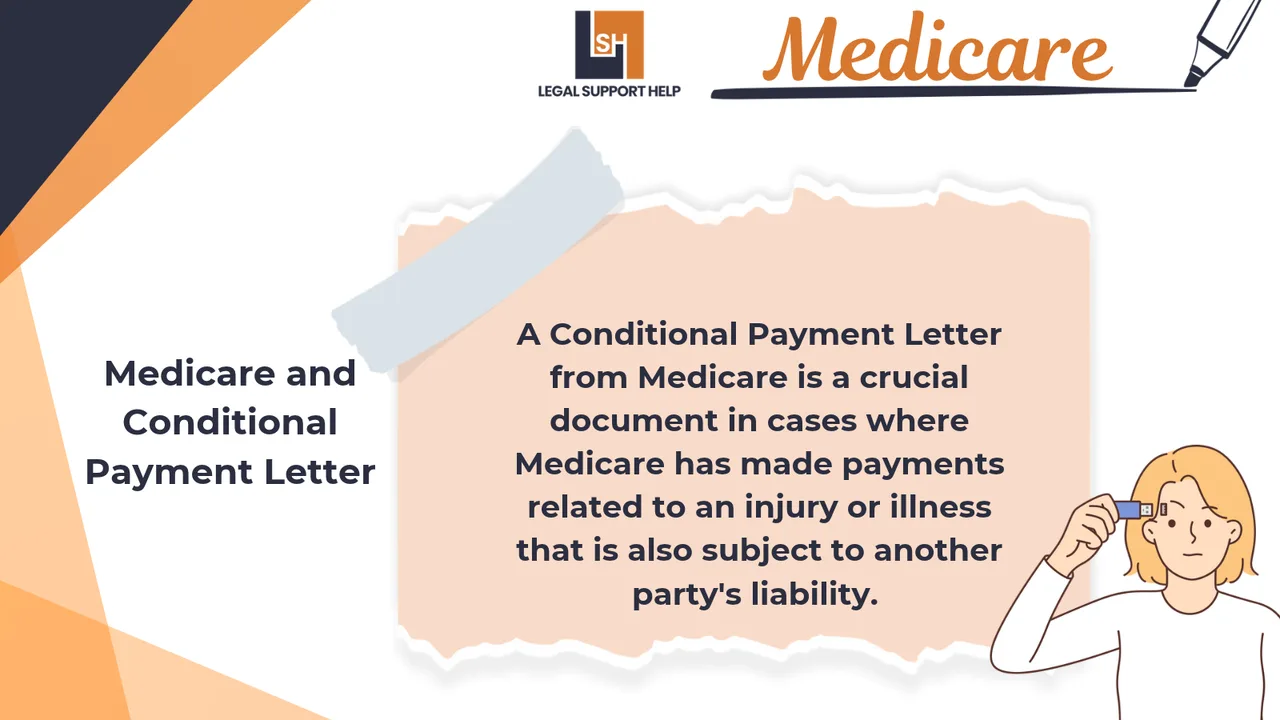 LSH
LEGAL SUPPORT HELP
Medicare
Medicare and
Conditional
Payment Letter
A Conditional Payment Letter
from Medicare is a crucial
document in cases where
Medicare has made payments
related to an injury or illness
that is also subject to another
party's liability.